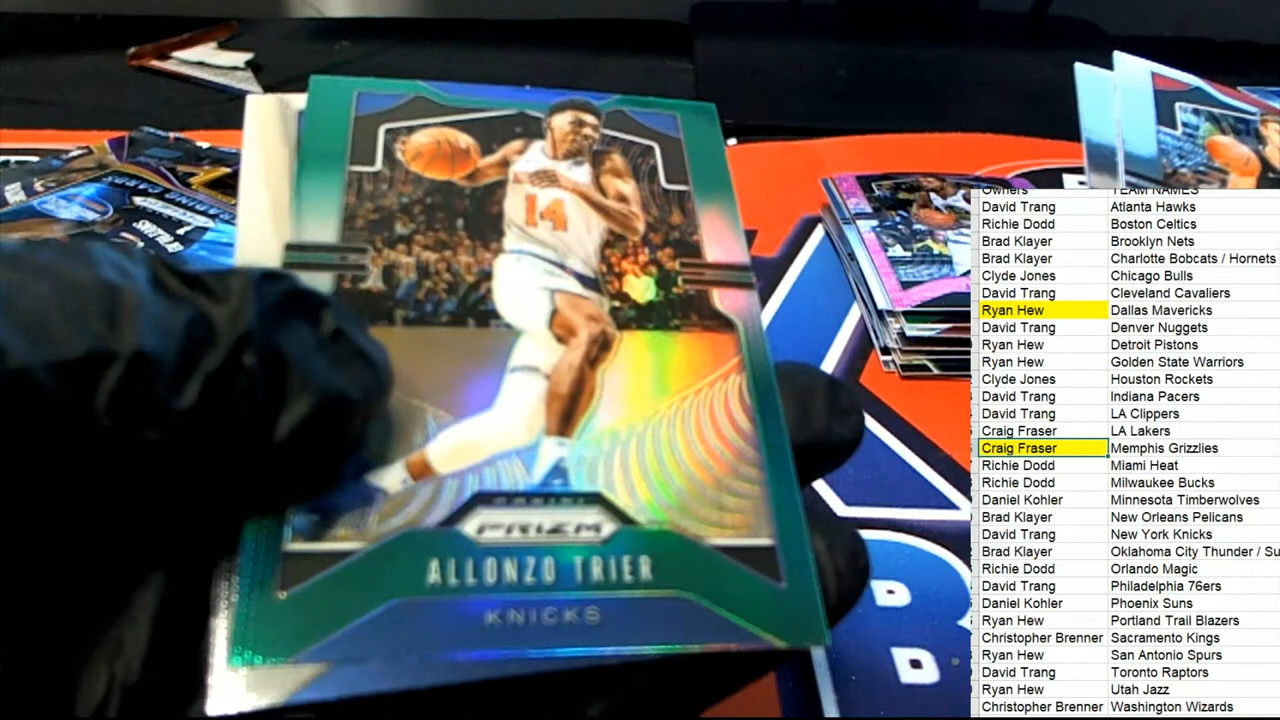 14
PANINI
PRIZM
ALLONZO TRIER
KNICKS
Owners TEAM NAMES
David Trang Atlanta Hawks
Richie Dodd Boston Celtics
Brad Klayer Brooklyn Nets
Brad Klayer Charlotte Bobcats / Hornets
Clyde Jones Chicago Bulls
David Trang Cleveland Cavaliers
Ryan Hew Dallas Mavericks
David Trang Denver Nuggets
Ryan Hew Detroit Pistons
Ryan Hew Golden State Warriors
Clyde Jones Houston Rockets
David Trang Indiana Pacers
David Trang LA Clippers
Craig Fraser LA Lakers
Craig Fraser Memphis Grizzlies
Richie Dodd Miami Heat
Richie Dodd Milwaukee Bucks
Daniel Kohler Minnesota Timberwolves
Brad Klayer New Orleans Pelicans
David Trang New York Knicks
Brad Klayer Oklahoma City Thunder / Su
Richie Dodd Orlando Magic
David Trang Philadelphia 76ers
Daniel Kohler Phoenix Suns
Ryan Hew Portland Trail Blazers
Christopher Brenner Sacramento Kings
Ryan Hew San Antonio Spurs
David Trang Toronto Raptors
Ryan Hew Utah Jazz
Christopher Brenner Washington Wizards